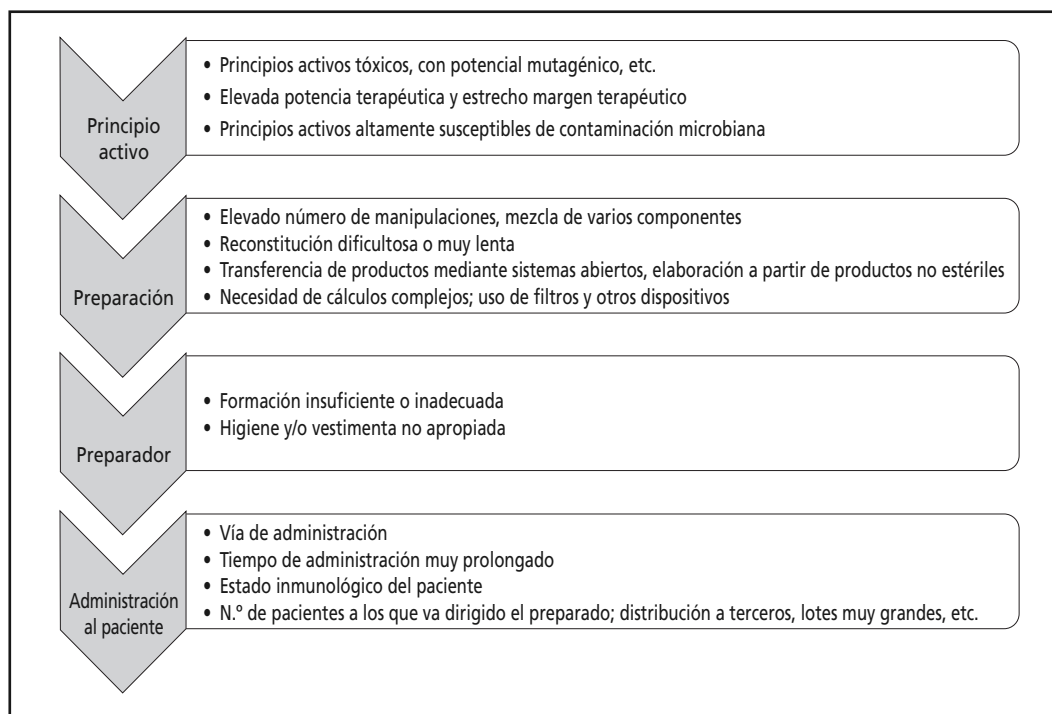 Principio
activo
• Principios activos tóxicos, con potencial mutagénico, etc.
• Elevada potencia terapéutica y estrecho margen terapéutico
• Principios activos altamente susceptibles de contaminación microbiana
Preparación
• Elevado número de manipulaciones, mezcla de varios componentes
• Reconstitución dificultosa o muy lenta
• Transferencia de productos mediante sistemas abiertos, elaboración a partir de productos no estériles
• Necesidad de cálculos complejos; uso de filtros y otros dispositivos
Preparador
• Formación insuficiente o inadecuada
• Higiene y/o vestimenta no apropiada
Administración
al paciente
• Vía de administración
• Tiempo de administración muy prolongado
• Estado inmunológico del paciente
• N.º de pacientes a los que va dirigido el preparado; distribución a terceros, lotes muy grandes, etc.